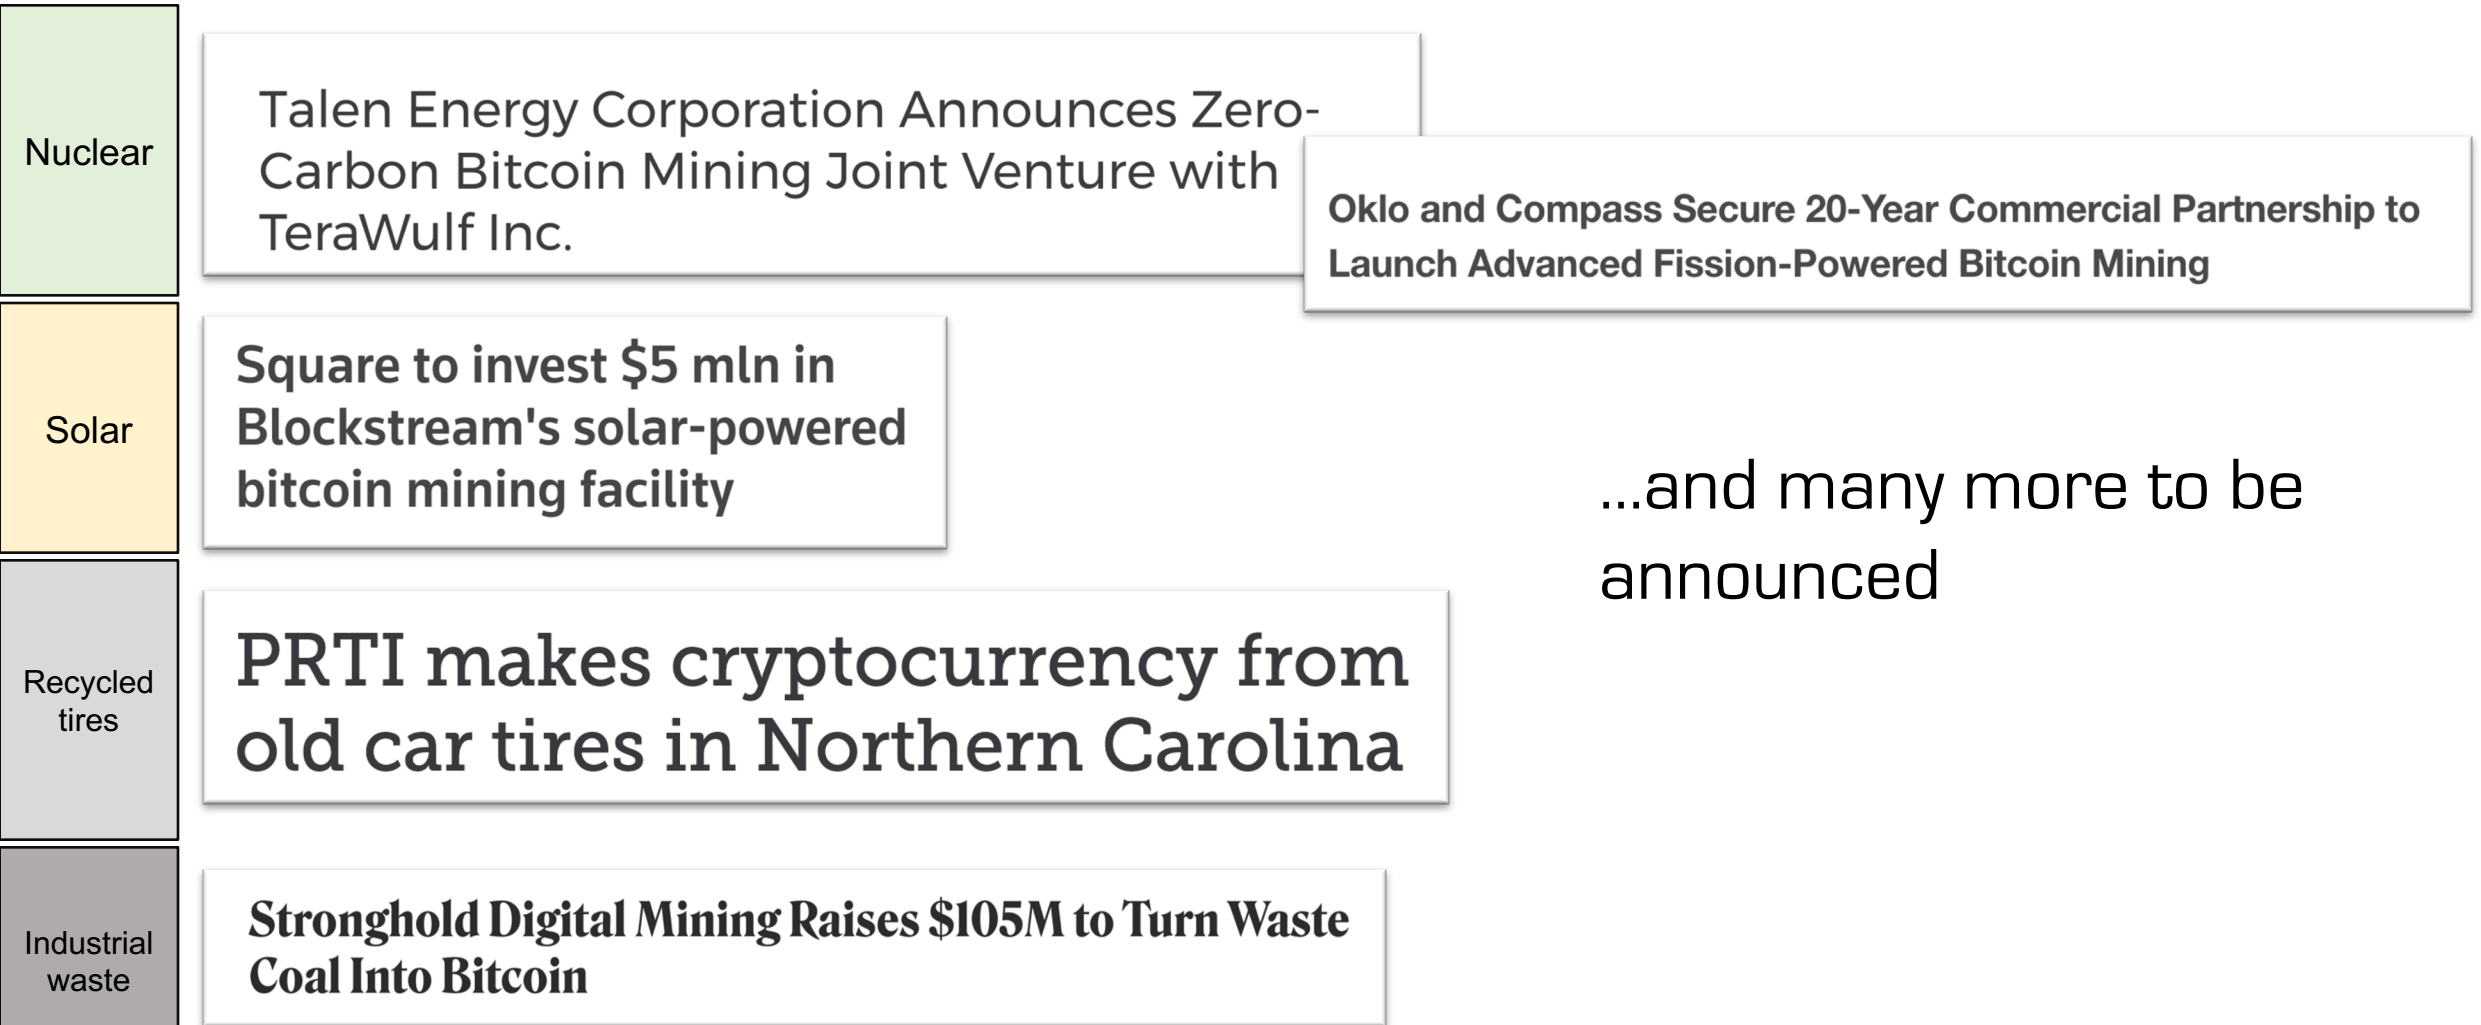 Nuclear
Talen Energy Corporation Announces Zero-
Carbon Bitcoin Mining Joint Venture with
TeraWulf Inc.
Oklo and Compass Secure 20-Year Commercial Partnership to
Launch Advanced Fission-Powered Bitcoin Mining
Solar
Square to invest $5 mln in
Blockstream's solar-powered
bitcoin mining facility
...and many more to be
announced
Recycled
tires
PRTI makes cryptocurrency from
old car tires in Northern Carolina
Industrial
waste
Stronghold Digital Mining Raises $105M to Turn Waste
Coal Into Bitcoin